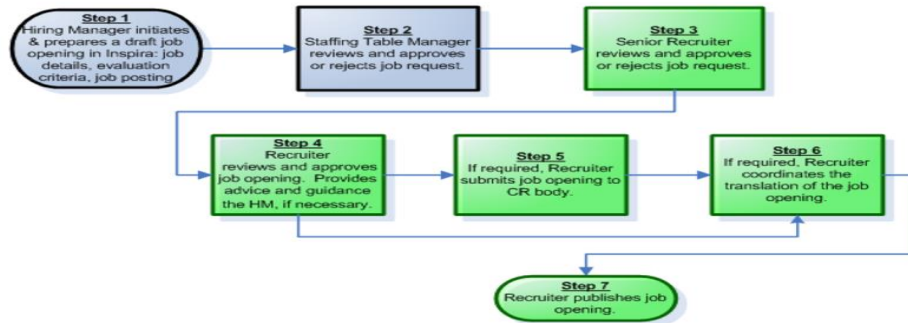 Step 1
Hiring Manager initiates
& prepares a draft job
opening in Inspira: job
details, evaluation
criteria, job posting
Step 2
Staffing Table Manager
reviews and approves
or rejects job request.
Step 3
Senior Recruiter
reviews and approves
or rejects job request.
Step 4
Recruiter
reviews and approves
job opening. Provides
advice and guidance
the HM, if necessary.
Step 5
If required, Recruiter
submits job opening to
CR body.
Step 6
If required, Recruiter
coordinates the
translation of the job
opening.
Step 7
Recruiter publishes job
opening.